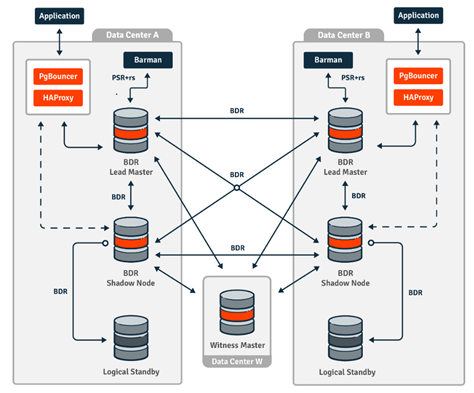 Application
Application
Data Center A
Data Center B
PgBouncer
HAProxy
Barman
Barman
PgBouncer
HAProxy
PSR+rs
PSR+rs
BDR
BDR
Lead Master
BDR
Lead Master
BDR
BDR
BDR
BDR
BDR
Shadow Node
BDR
Shadow Node
BDR
BDR
Witness Master
Data Center W
Logical Standby
Logical Standby